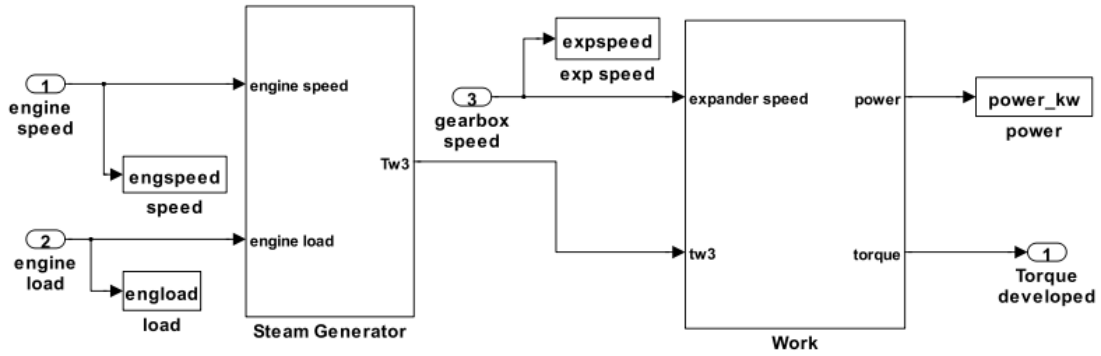 1
engine
speed
engspeed
speed
2
engine
load
engload
load
engine speed
Tw3
engine load
Steam Generator
3
gearbox
speed
expspeed
exp speed
expander speed
power
tw3
torque
Work
power_kw
power
1
Torque
developed